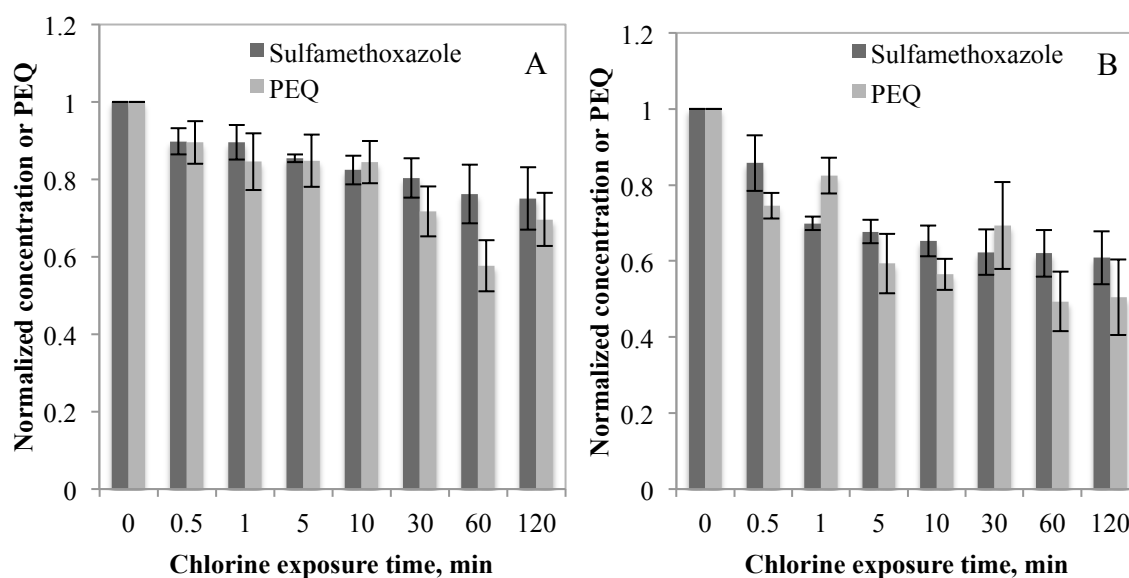 Normalized concentration or PEQ
1.2
1
0.8
0.6
0.4
0.2
0
Sulfamethoxazole
PEQ
A
0 0.5 1 5 10 30 60 120
Chlorine exposure time, min
Normalized concentration or PEQ
1.2
1
0.8
0.6
0.4
0.2
0
Sulfamethoxazole
PEQ
B
0 0.5 1 5 10 30 60 120
Chlorine exposure time, min